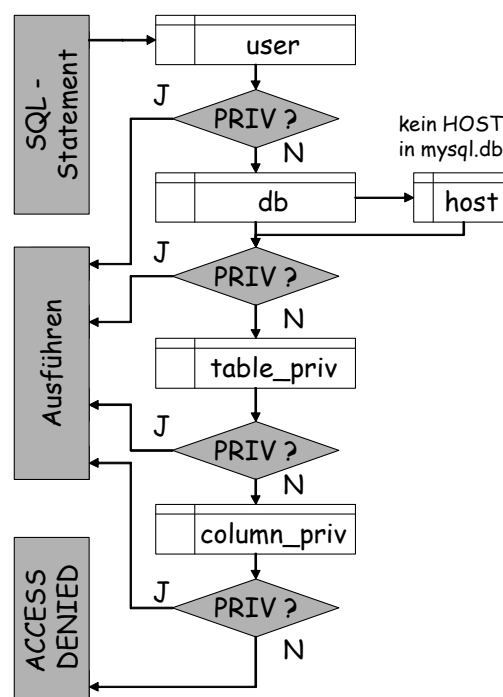 SQL -
Statement
user
J
PRIV ?
N
kein HOST
in mysql.db
db
host
J
PRIV ?
N
Ausführen
table_priv
J
PRIV ?
N
column_priv
J
PRIV ?
N
ACCESS
DENIED